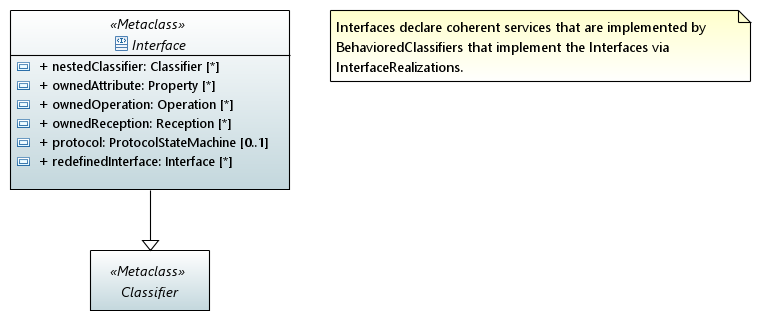 «Metaclass»
Interface
+ nestedClassifier: Classifier [*]
+ ownedAttribute: Property [*]
+ ownedOperation: Operation [*]
+ ownedReception: Reception [*]
+ protocol: ProtocolStateMachine [0..1]
+ redefinedInterface: Interface [*]
Interfaces declare coherent services that are implemented by
BehavioredClassifiers that implement the Interfaces via
InterfaceRealizations.
«Metaclass»
Classifier